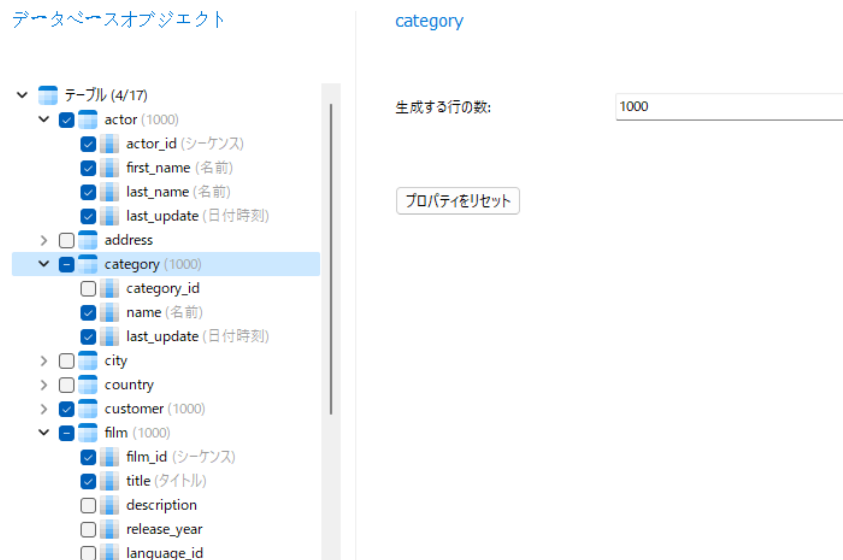 データベースオブジェクト
category
テーブル (4/17)
actor (1000)
actor_id (シーケンス)
first_name (名前)
last_name (名前)
last_update (日付時刻)
address
category (1000)
category_id
name (名前)
last_update (日付時刻)
city
country
customer (1000)
film (1000)
film_id (シーケンス)
title (タイトル)
description
release_year
language_id
生成する行の数:
1000
プロパティをリセット